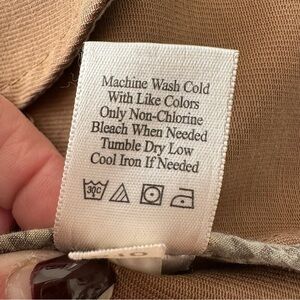 Machine Wash Cold
With Like Colors
Only Non-Chlorine
Bleach When Needed
Tumble Dry Low
Cool Iron If Needed
30C
10